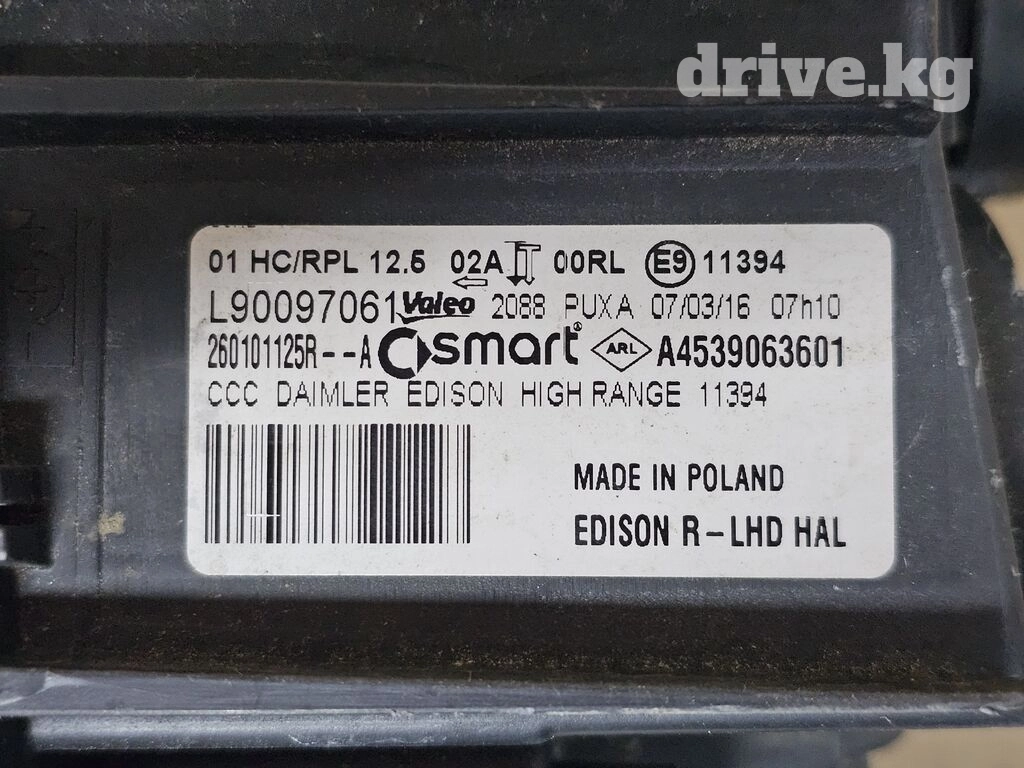 drive.kg
01 HC/RPL 12.5 02A 00RL E9 11394
L90097061 Valeo 2088 PUXA 07/03/16 07h10
260101125R--A smart® ARL A4539063601
CCC DAIMLER EDISON HIGH RANGE 11394
MADE IN POLAND
EDISON R-LHD HAL